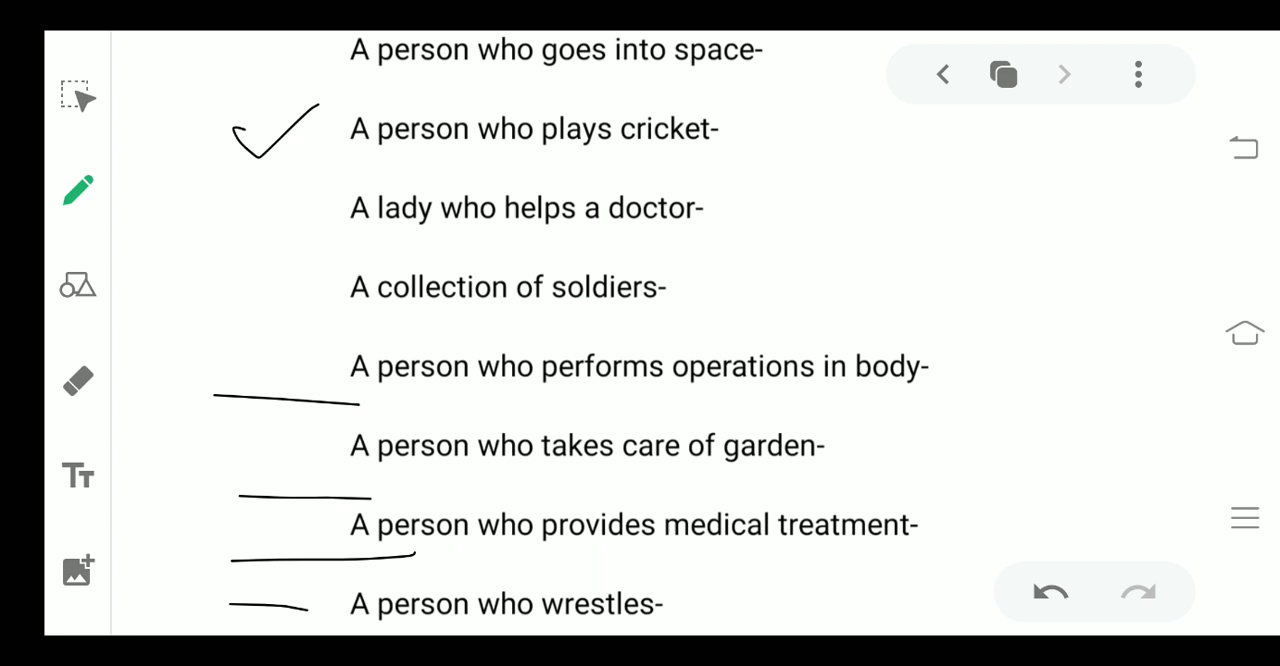 A person who goes into space-
A person who plays cricket-
A lady who helps a doctor-
A collection of soldiers-
A person who performs operations in body-
A person who takes care of garden-
A person who provides medical treatment-
A person who wrestles-
TT